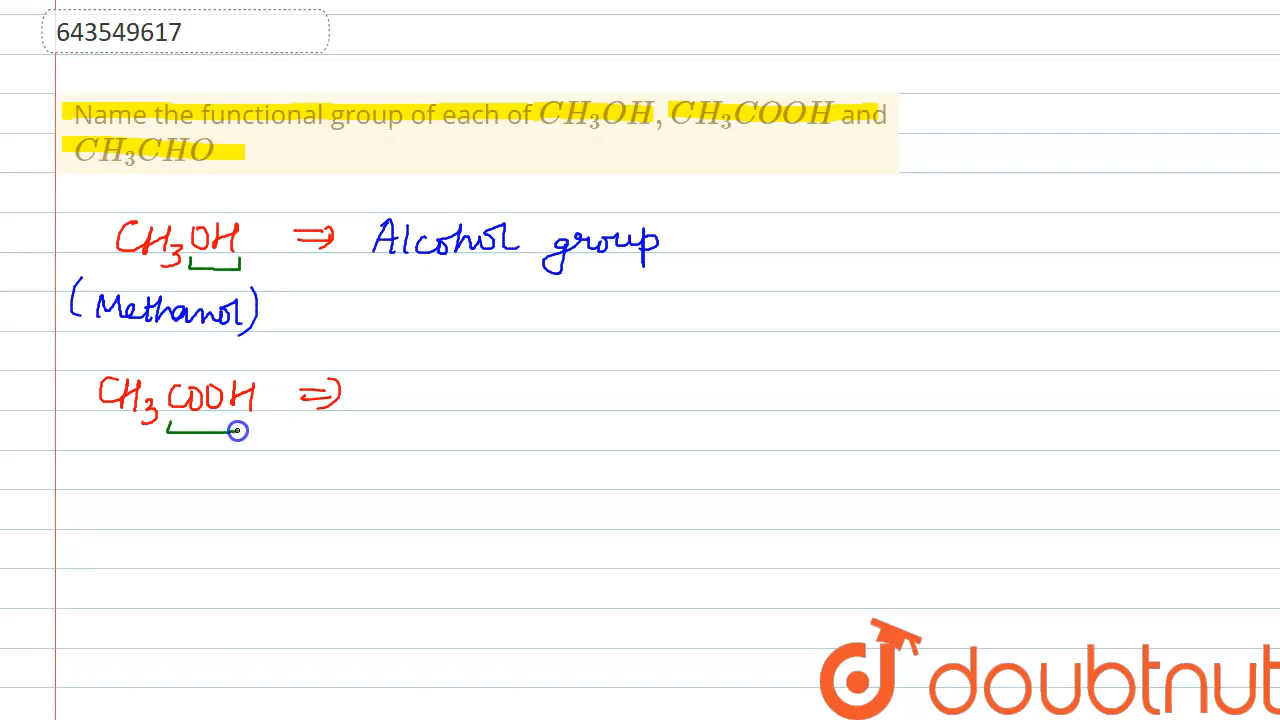 643549617
Name the functional group of each of CH₃OH, CH₃COOH and
CH₃CHO
CH₃OH ⇒ Alcohol group
(Methanol)
CH₃COOH ⇒
doubtnut